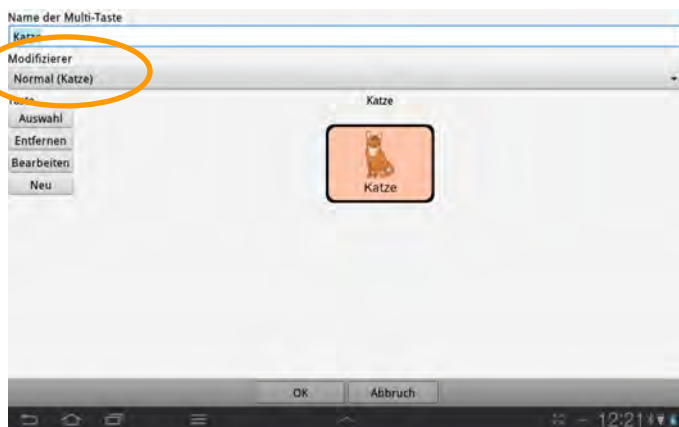 Name der Multi-Taste
Katze
Modifizierer
Normal (Katze)
Taste
Katze
Auswahl
Entfernen
Bearbeiten
Neu
Katze
OK
Abbruch
12:21